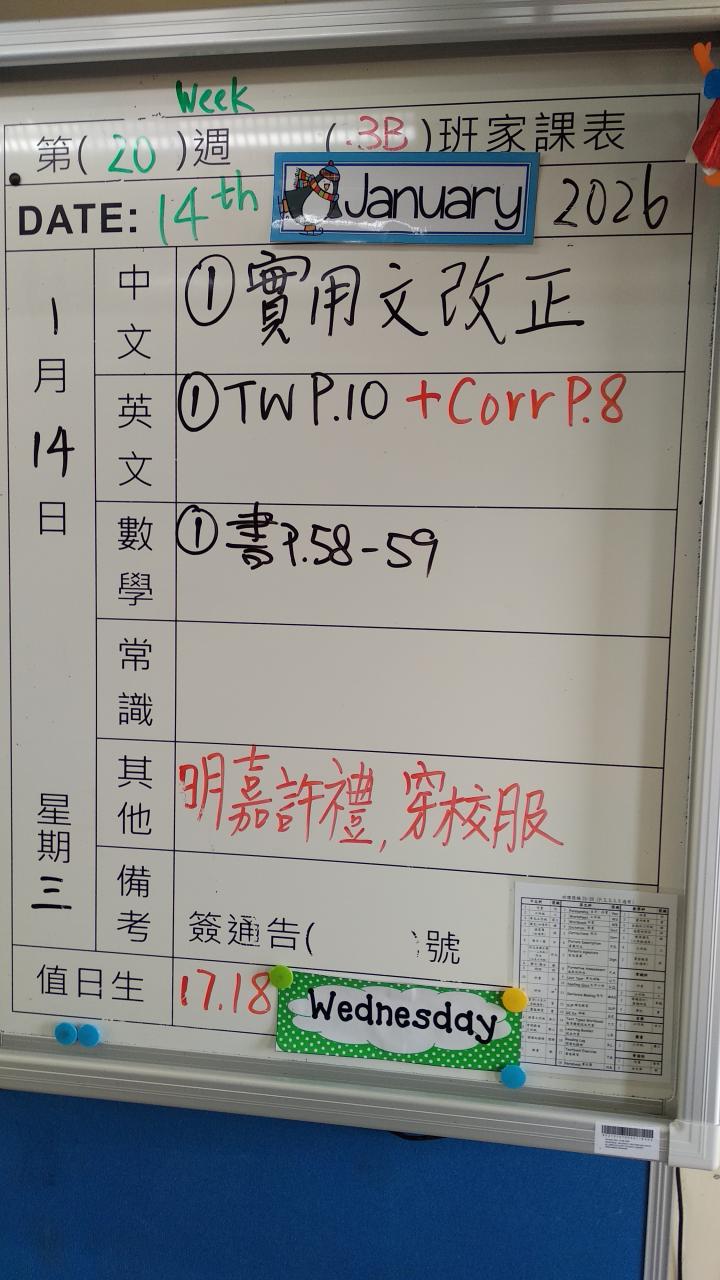 Week
第( 20 )週 ( 3B )班家課表
DATE: 14th January 2026
1月14日 星期三
中文 ①實用文改正
英文 ①TW P.10 +Corr P.8
數學 ①書P.58-59
常識
其他 明嘉許禮,穿校服
備考 簽通告( )號
值日生 17.18
Wednesday